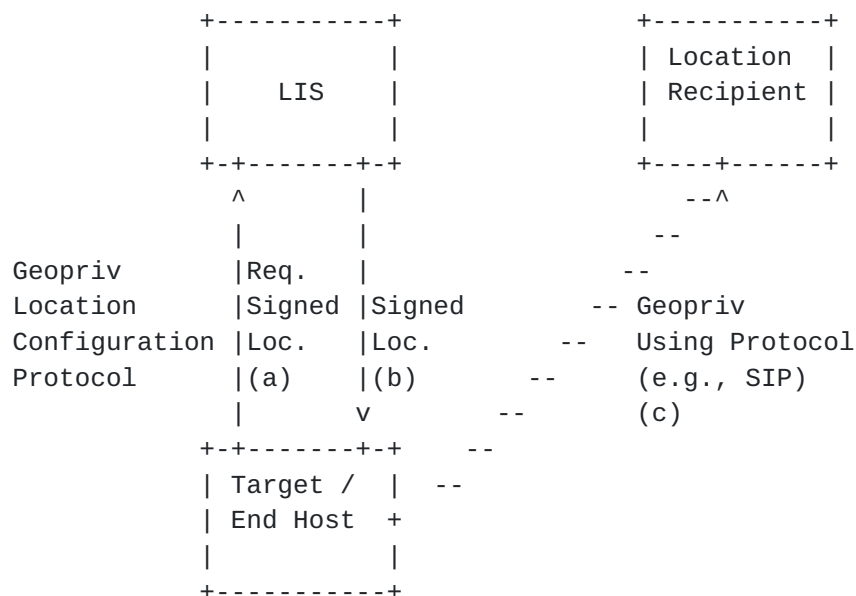 Location
LIS Recipient
Geopriv Req.
Location Signed Signed Geopriv
Configuration Loc. Loc. Using Protocol
Protocol (a) (b) (e.g., SIP)
(c)
Target /
End Host